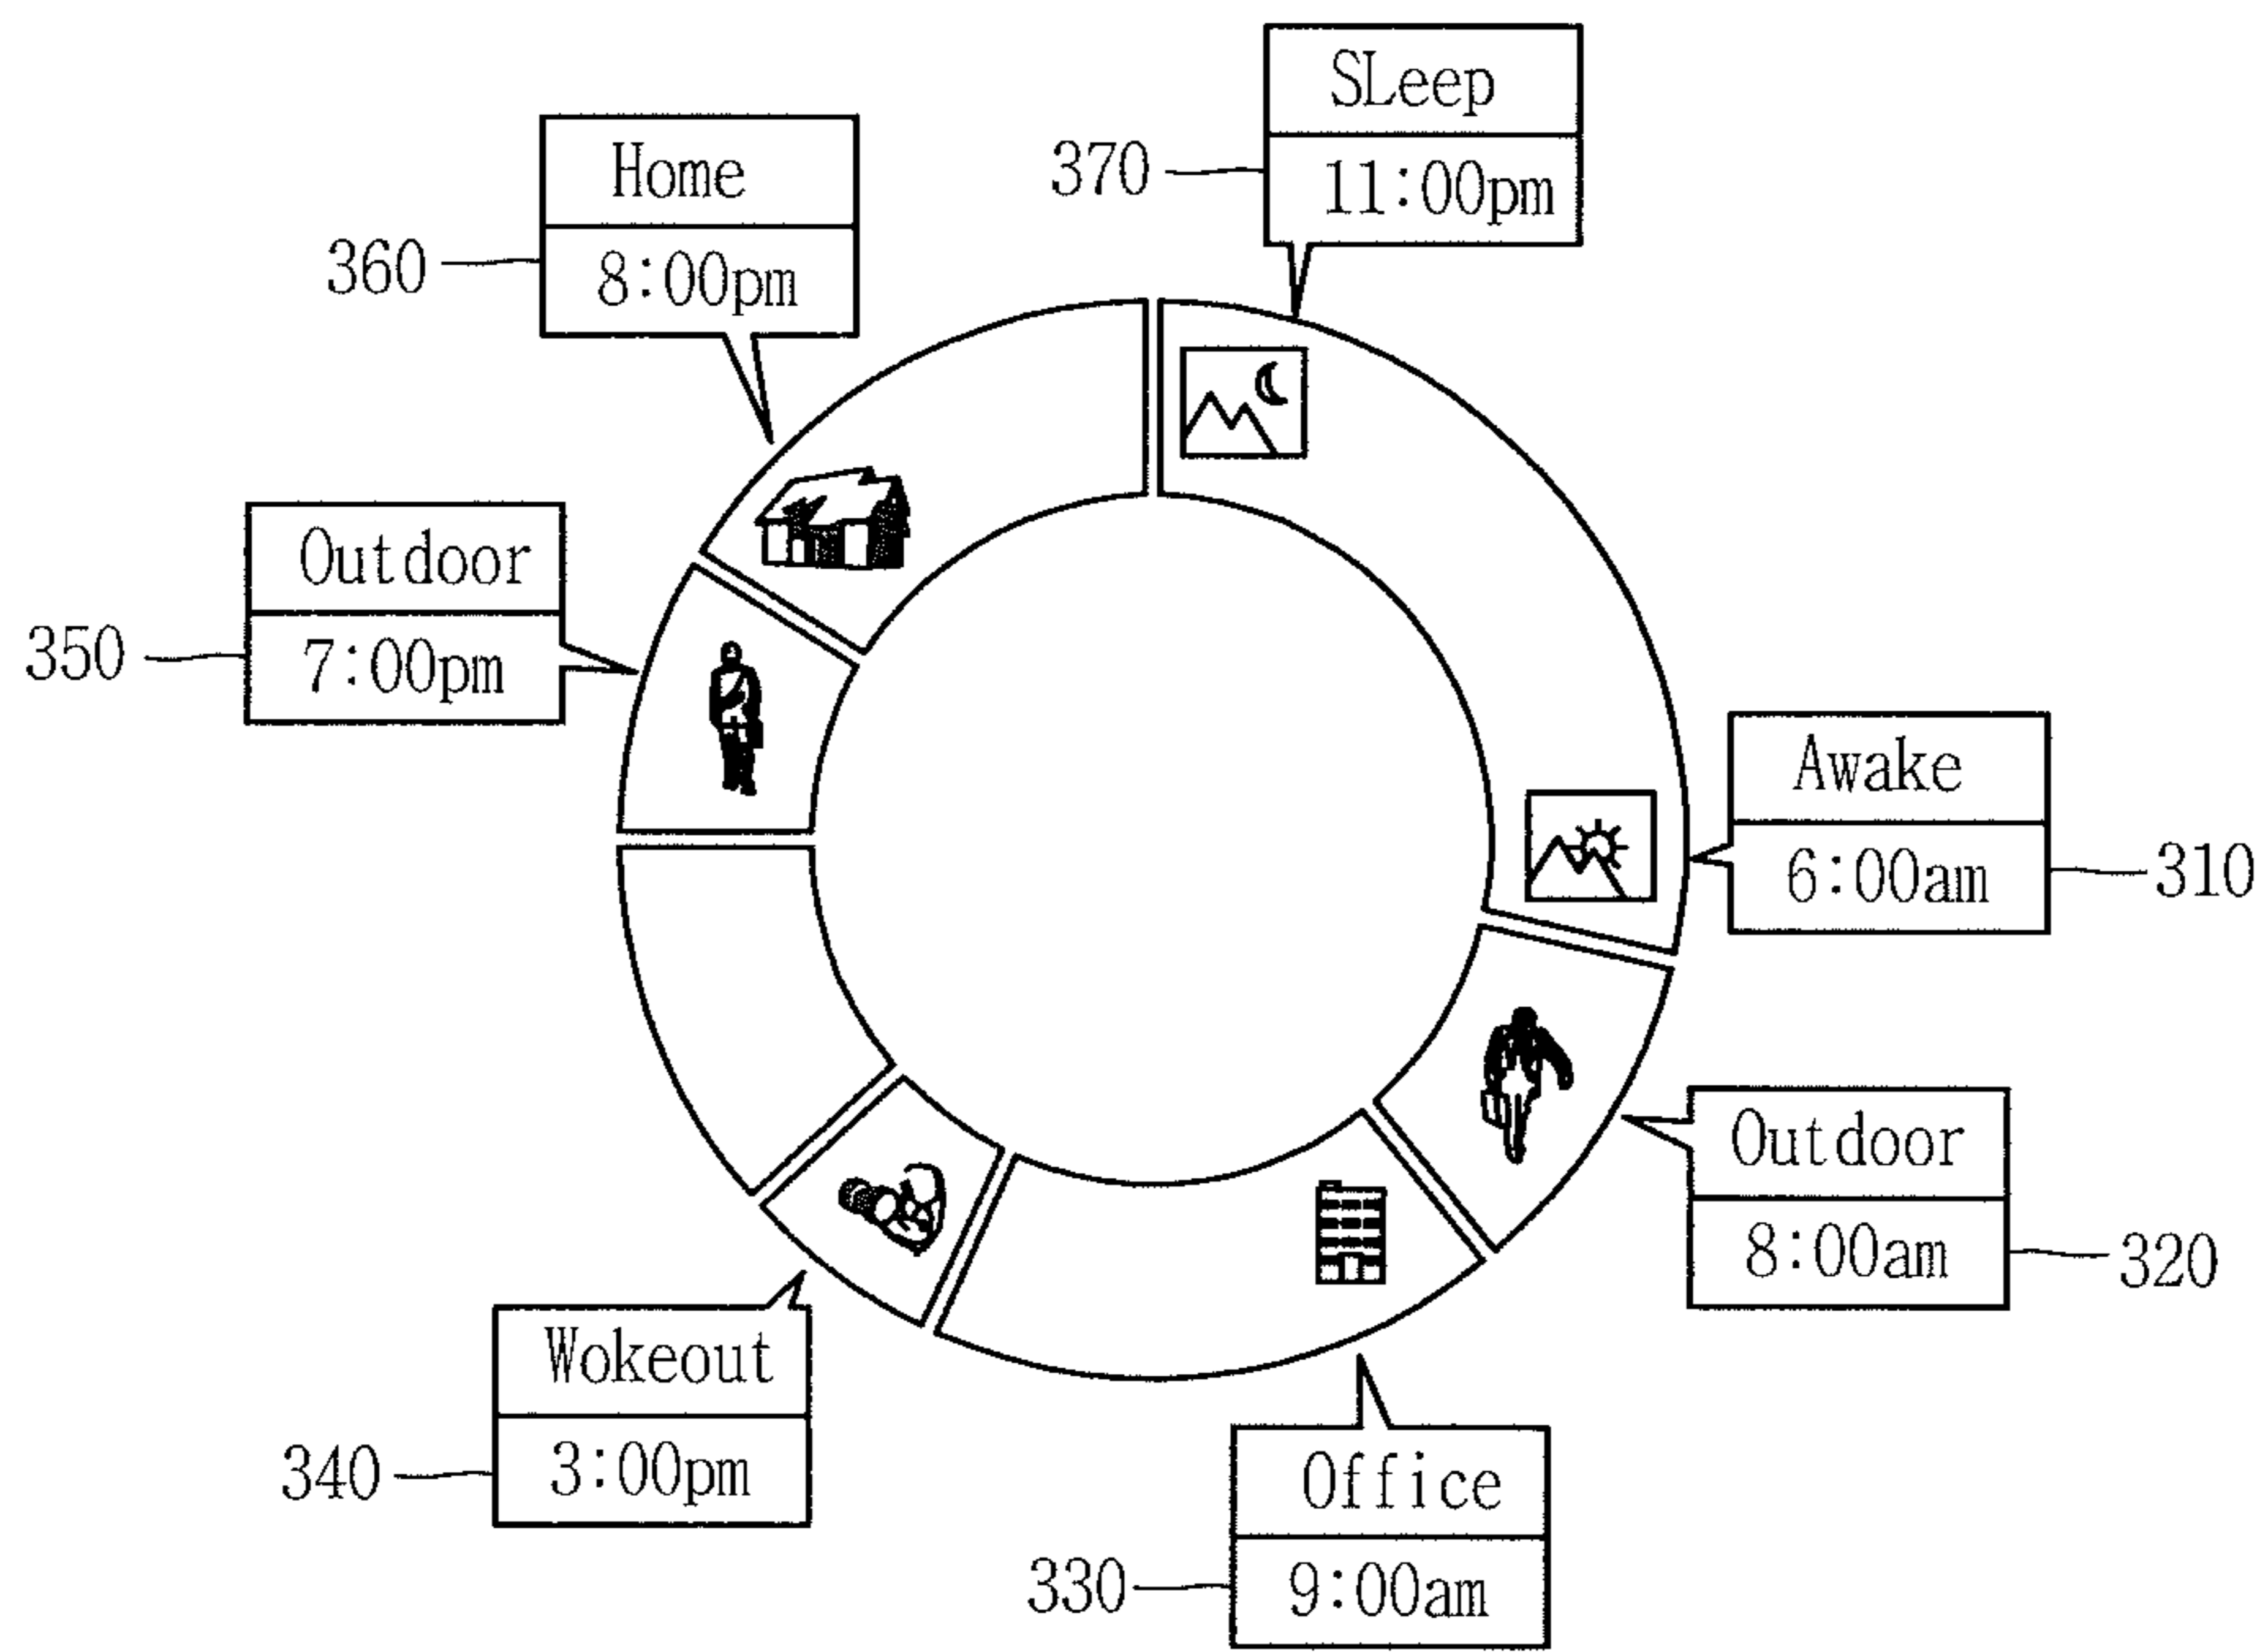 SLeep
370
11:00pm
Home
360
8:00pm
Outdoor
350
7:00pm
Awake
6:00am
310
Outdoor
8:00am
320
Wokeout
340
3:00pm
Office
330
9:00am